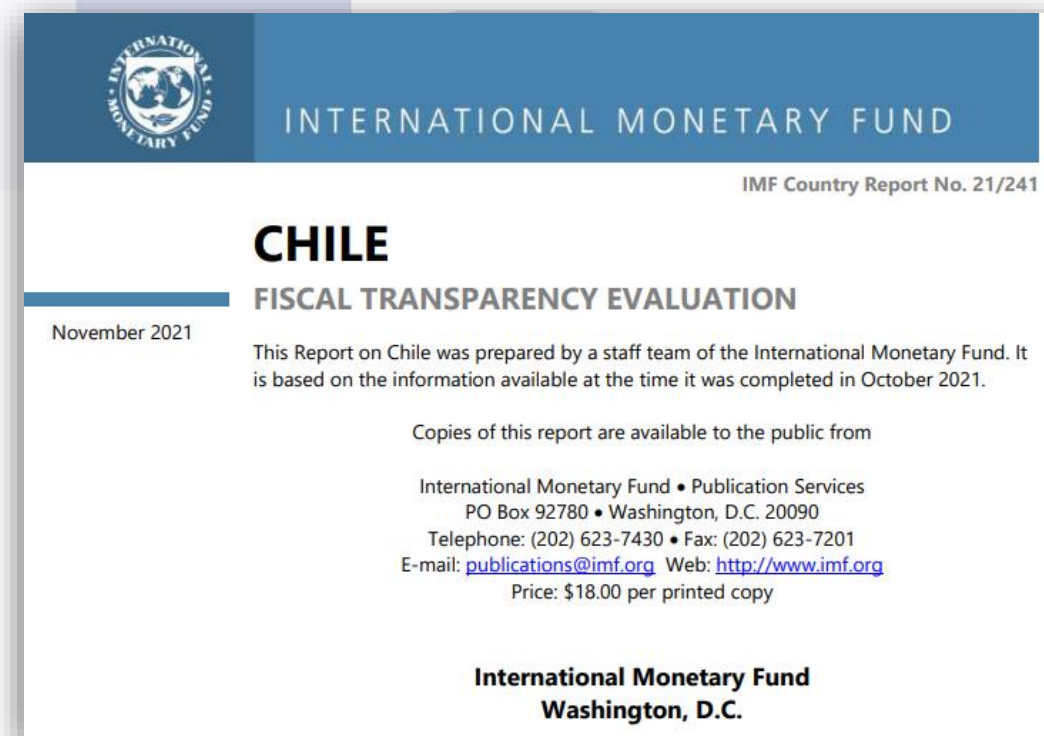 INTERNATIONAL MONETARY FUND
INTERNATIONAL MONETARY FUND
IMF Country Report No. 21/241
CHILE
FISCAL TRANSPARENCY EVALUATION
November 2021
This Report on Chile was prepared by a staff team of the International Monetary Fund. It
is based on the information available at the time it was completed in October 2021.
Copies of this report are available to the public from
International Monetary Fund • Publication Services
PO Box 92780 • Washington, D.C. 20090
Telephone: (202) 623-7430 • Fax: (202) 623-7201
E-mail: publications@imf.org Web: http://www.imf.org
Price: $18.00 per printed copy
International Monetary Fund
Washington, D.C.